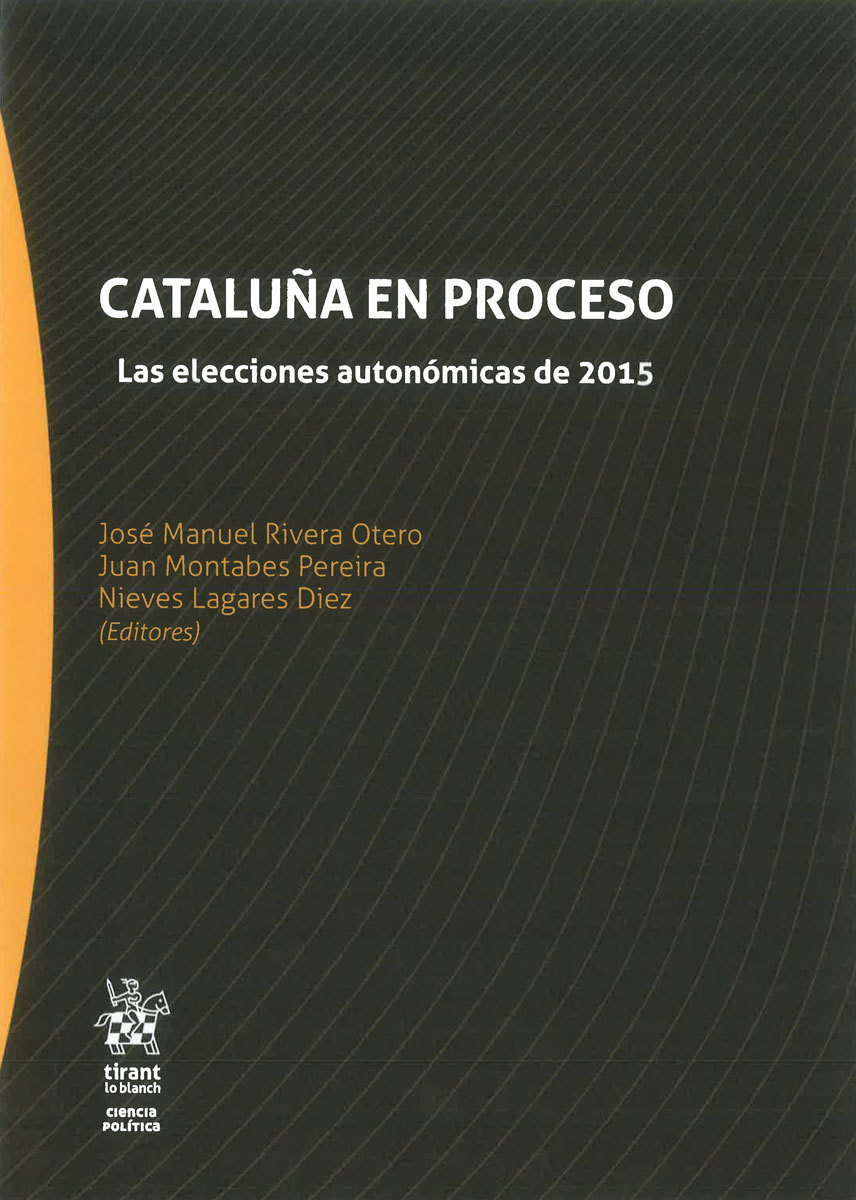 CATALUÑA EN PROCESO
Las elecciones autonómicas de 2015
José Manuel Rivera Otero
Juan Montabes Pereira
Nieves Lagares Diez
(Editores)
tirant
lo blanch
CIENCIA
POLÍTICA